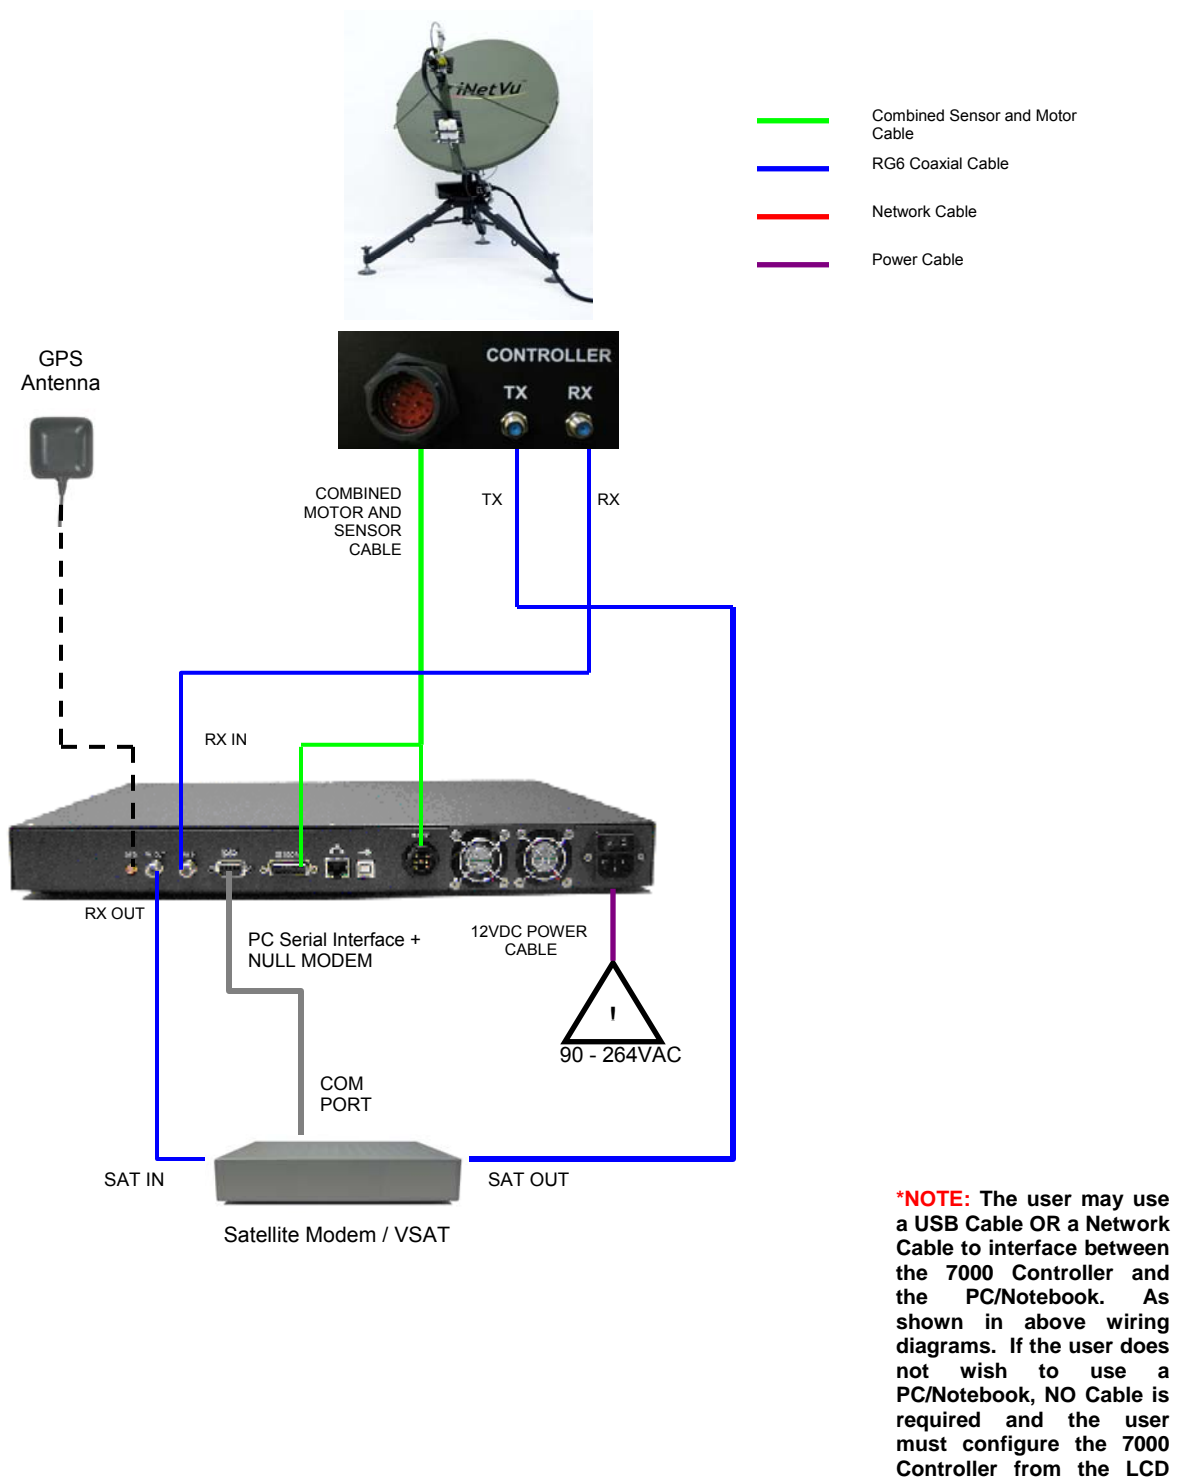 iNetVu
Combined Sensor and Motor
Cable
RG6 Coaxial Cable
Network Cable
Power Cable
CONTROLLER
TX RX
GPS
Antenna
COMBINED
MOTOR AND
SENSOR
CABLE
TX
RX
RX IN
RX OUT
PC Serial Interface +
NULL MODEM
12VDC POWER
CABLE
!
90 - 264VAC
COM
PORT
SAT IN
SAT OUT
Satellite Modem / VSAT
*NOTE: The user may use
a USB Cable OR a Network
Cable to interface between
the 7000 Controller and
the PC/Notebook. As
shown in above wiring
diagrams. If the user does
not wish to use a
PC/Notebook, NO Cable is
required and the user
must configure the 7000
Controller from the LCD